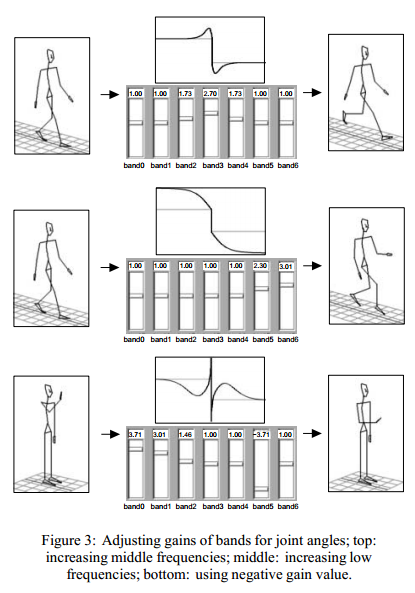 1.00 1.00 1.73 2.70 1.73 1.00 1.00
band0 band1 band2 band3 band4 band5 band6
1.00 1.00 1.00 1.00 1.00 2.30 3.01
band0 band1 band2 band3 band4 band5 band6
3.71 3.01 1.46 1.00 1.00 -3.71 1.00
band0 band1 band2 band3 band4 band5 band6
Figure 3: Adjusting gains of bands for joint angles; top:
increasing middle frequencies; middle: increasing low
frequencies; bottom: using negative gain value.